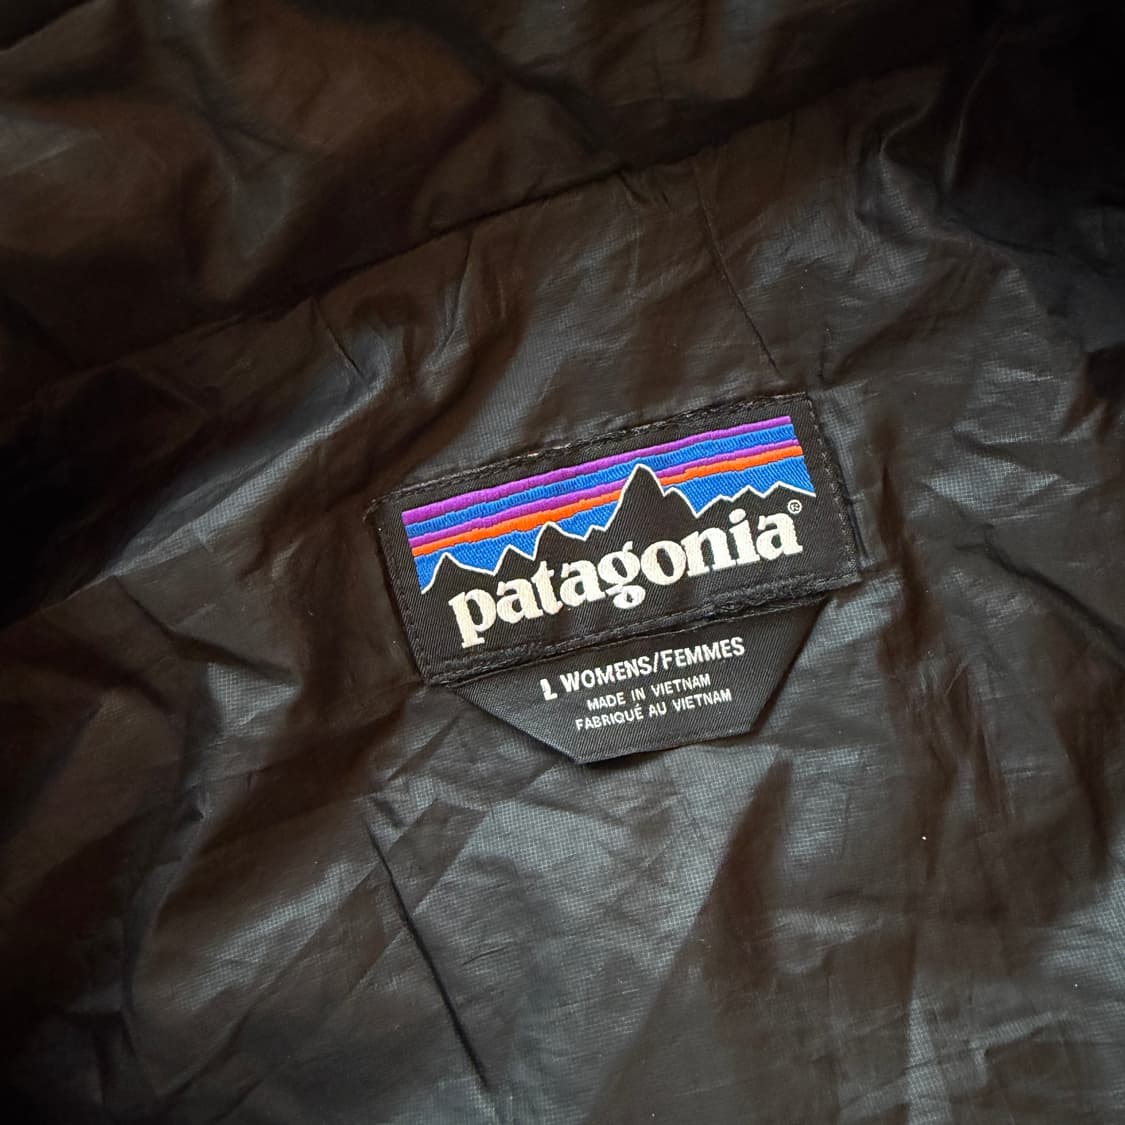 patagonia®
L WOMENS/FEMMES
MADE IN VIETNAM
FABRIQUÉ AU VIETNAM